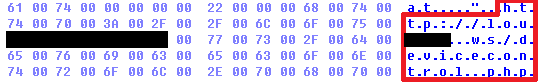 61 00 74 00 00 00 00 00 22 00 00 00 68 00 74 00 a.t....."...h.t.
74 00 70 00 3A 00 2F 00 2F 00 6C 00 6F 00 75 00 t.p.:././.l.o.u.
00 77 00 73 00 2F 00 64 00 .w.s./.d.
65 00 76 00 69 00 63 00 65 00 63 00 6F 00 6E 00 e.v.i.c.e.c.o.n.
74 00 72 00 6F 00 6C 00 2E 00 70 00 68 00 70 00 t.r.o.l...p.h.p.